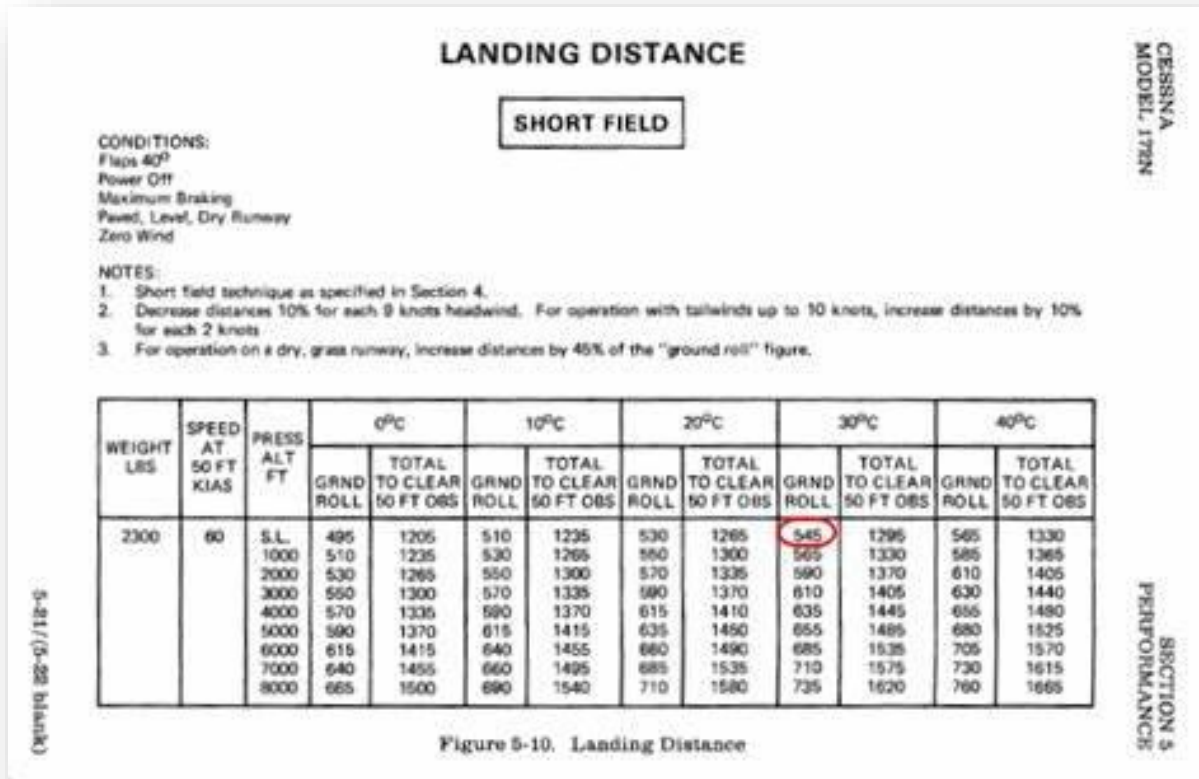 LANDING DISTANCE
SHORT FIELD
CESSNA
MODEL 172N
CONDITIONS:
Flaps 40°
Power Off
Maximum Braking
Paved, Level, Dry Runway
Zero Wind
NOTES:
1. Short field technique as specified in Section 4.
2. Decrease distances 10% for each 9 knots headwind. For operation with tailwinds up to 10 knots, increase distances by 10%
for each 2 knots
3. For operation on a dry, grass runway, increase distances by 45% of the "ground roll" figure.
WEIGHT LBS SPEED AT 50 FT KIAS PRESS ALT FT 0°C 10°C 20°C 30°C 40°C
GRND ROLL TOTAL TO CLEAR 50 FT OBS GRND ROLL TOTAL TO CLEAR 50 FT OBS GRND ROLL TOTAL TO CLEAR 50 FT OBS GRND ROLL TOTAL TO CLEAR 50 FT OBS GRND ROLL TOTAL TO CLEAR 50 FT OBS
2300 60 S.L. 495 1205 510 1235 530 1265 545 1295 565 1330
1000 510 1235 530 1265 550 1300 565 1330 585 1365
2000 530 1265 550 1300 570 1335 590 1370 610 1405
3000 550 1300 570 1335 590 1370 610 1405 630 1440
4000 570 1335 590 1370 615 1410 635 1445 655 1480
5000 590 1370 615 1415 635 1450 655 1485 680 1525
6000 615 1415 640 1455 660 1490 685 1535 705 1570
7000 640 1455 660 1495 685 1535 710 1575 730 1615
8000 665 1500 690 1540 710 1580 735 1620 760 1665
Figure 5-10. Landing Distance
SECTION 5
PERFORMANCE
5-21/(5-22 blank)